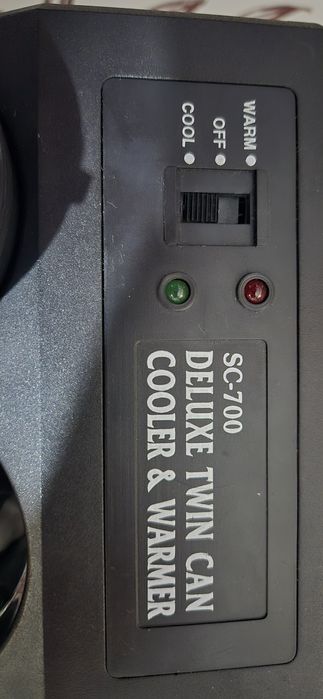 COOL
OFF
WARM
SC-700
DELUXE TWIN CAN
COOLER & WARMER